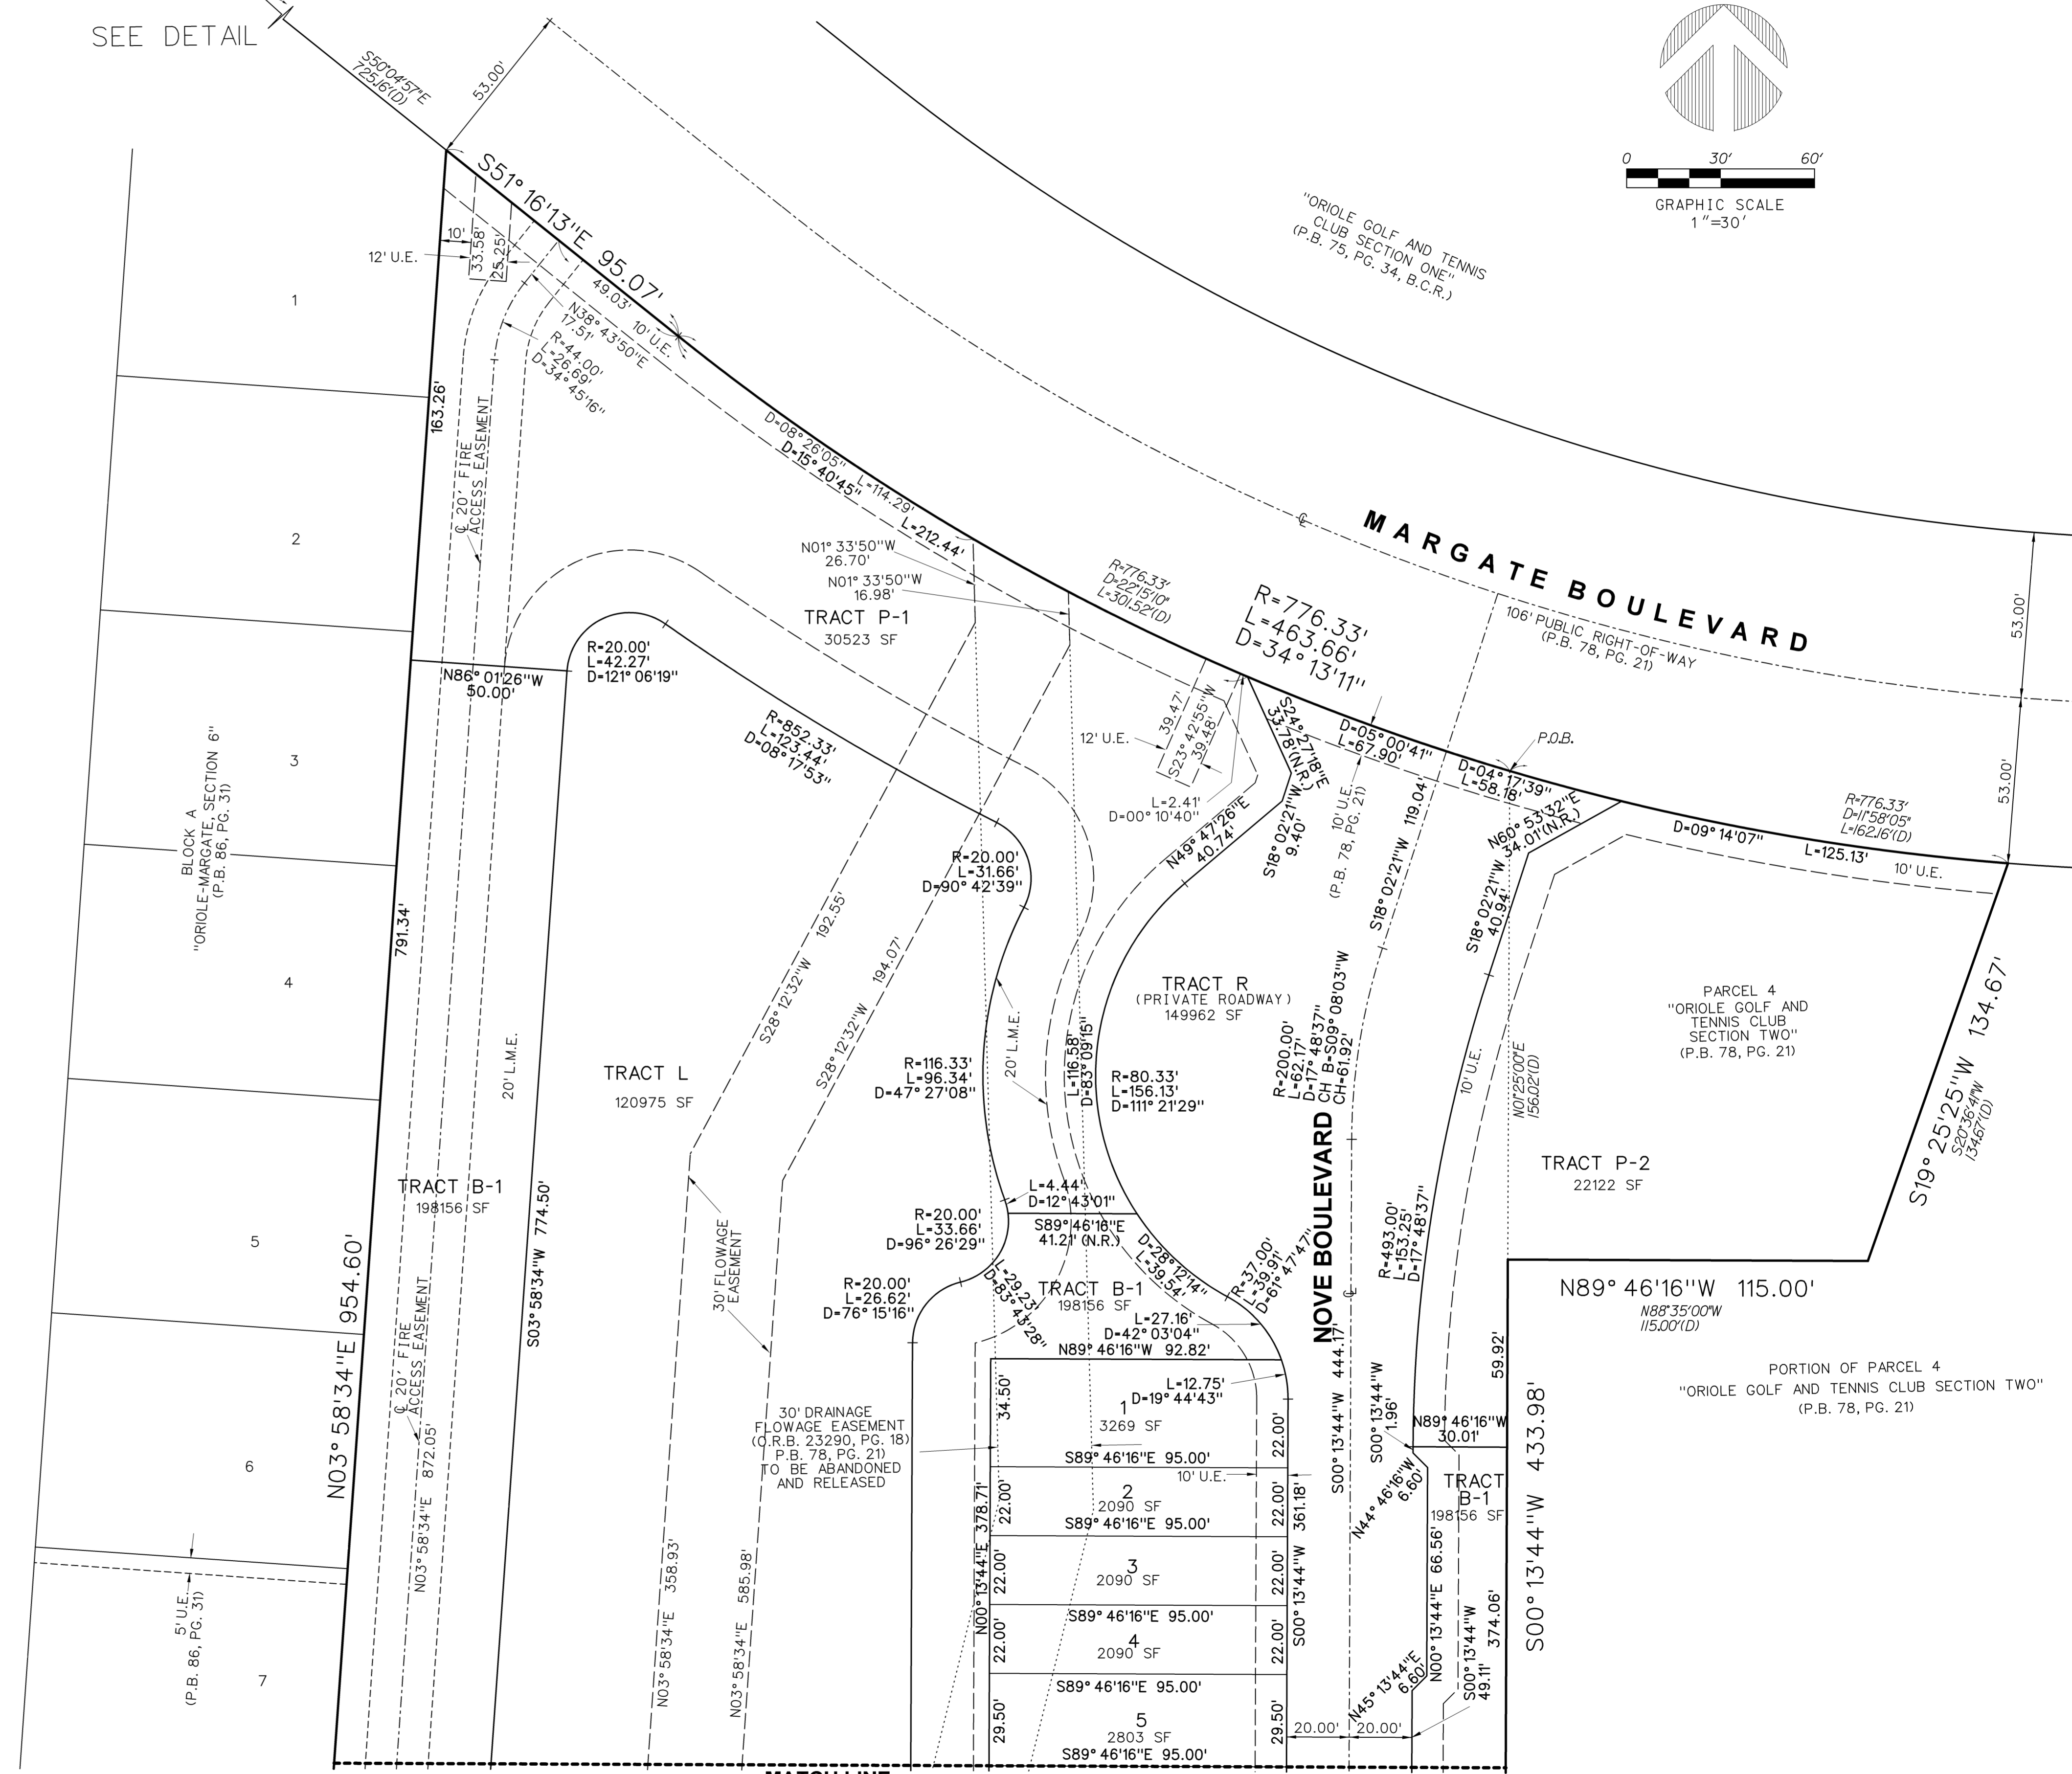 SEE DETAIL
S50°04'57"E
725.16'(D)
53.00'
0 30' 60'
GRAPHIC SCALE
1"=30'
S51°16'13"E 95.07'
49.03' 10' U.E.
10'
12' U.E.
33.58'
25.25'
N38°43'50"E
17.51'
R=44.00'
L=26.69'
D=34°45'16"
"ORIOLE GOLF AND TENNIS
CLUB SECTION ONE"
(P.B. 75, PG. 34, B.C.R.)
1
2
3
4
5
6
7
163.26'
℄ 20' FIRE
ACCESS EASEMENT
D=08°26'05" L=114.29'
D=15°40'45" L=212.44'
N01°33'50"W
26.70'
N01°33'50"W
16.98'
TRACT P-1
30523 SF
R=776.33'
D=22°15'10"
L=301.52'(D)
R=776.33'
L=463.66'
D=34°13'11"
℄
MARGATE BOULEVARD
106' PUBLIC RIGHT-OF-WAY
(P.B. 78, PG. 21)
53.00'
53.00'
N86°01'26"W
50.00'
R=20.00'
L=42.27'
D=121°06'19"
R=852.33'
L=123.44'
D=08°17'53"
12' U.E.
39.47'
S23°42'55"W
39.48'
S24°27'18"E
33.78'(N.R.)
L=2.41'
D=00°10'40"
S18°02'21"W
9.40'
N49°47'26"E
40.74'
D=05°00'41"
L=67.90'
P.O.B.
D=04°17'39"
L=58.18'
10' U.E.
(P.B. 78, PG. 21)
S18°02'21"W 119.04'
N60°53'32"E
34.01'(N.R.)
S18°02'21"W
40.94'
R=776.33'
D=11°58'05"
L=162.16'(D)
D=09°14'07" L=125.13'
10' U.E.
BLOCK A
"ORIOLE-MARGATE, SECTION 6"
(P.B. 86, PG. 31)
791.34'
R=20.00'
L=31.66'
D=90°42'39"
S28°12'32"W 192.55'
S28°12'32"W 194.07'
TRACT R
(PRIVATE ROADWAY)
149962 SF
PARCEL 4
"ORIOLE GOLF AND
TENNIS CLUB
SECTION TWO"
(P.B. 78, PG. 21)
S19°25'25"W 134.67'
S20°36'41"W
134.67'(D)
20' L.M.E.
TRACT L
120975 SF
R=116.33'
L=96.34'
D=47°27'08"
20' L.M.E.
L=116.58'
D=83°09'15"
R=80.33'
L=156.13'
D=111°21'29"
R=200.00'
L=62.17'
D=17°48'37"
CH B=S09°08'03"W
CH=61.92'
10' U.E.
N01°25'00"E
156.02'(D)
TRACT P-2
22122 SF
TRACT B-1
198156 SF
S03°58'34"W 774.50'
L=4.44'
D=12°43'01"
R=20.00'
L=33.66'
D=96°26'29"
S89°46'16"E
41.21' (N.R.)
R=20.00'
L=26.62'
D=76°15'16"
30' FLOWAGE
EASEMENT
L=29.23'
D=83°43'28"
TRACT B-1
198156 SF
D=28°12'14"
L=39.54'
R=37.00'
L=39.91'
D=61°47'47"
L=27.16'
D=42°03'04"
N89°46'16"W 92.82'
NOVE BOULEVARD
℄
R=493.00'
L=153.25'
D=17°48'37"
N89°46'16"W 115.00'
N88°35'00"W
115.00'(D)
N03°58'34"E 954.60'
℄ 20' FIRE
ACCESS EASEMENT
N03°58'34"E 872.05'
L=12.75'
D=19°44'43"
34.50'
1
3269 SF
22.00'
S89°46'16"E 95.00'
30' DRAINAGE
FLOWAGE EASEMENT
(O.R.B. 23290, PG. 18)
P.B. 78, PG. 21)
TO BE ABANDONED
AND RELEASED
S00°13'44"W 444.17'
S00°13'44"W
1.96'
59.92'
N89°46'16"W
30.01'
PORTION OF PARCEL 4
"ORIOLE GOLF AND TENNIS CLUB SECTION TWO"
(P.B. 78, PG. 21)
10' U.E.
2
2090 SF
22.00'
22.00'
S89°46'16"E 95.00'
N44°46'16"W
6.60'
TRACT
B-1
198156 SF
S00°13'44"W 433.98'
N00°13'44"E 378.71'
S00°13'44"W 361.18'
3
2090 SF
22.00'
22.00'
S89°46'16"E 95.00'
N00°13'44"E 66.56'
5' U.E.
(P.B. 86, PG. 31)
N03°58'34"E 358.93'
N03°58'34"E 585.98'
4
2090 SF
22.00'
22.00'
S89°46'16"E 95.00'
N45°13'44"E
6.60'
S00°13'44"W
49.11'
374.06'
29.50'
5
2803 SF
29.50'
S89°46'16"E 95.00'
20.00' 20.00'
MATCH LINE